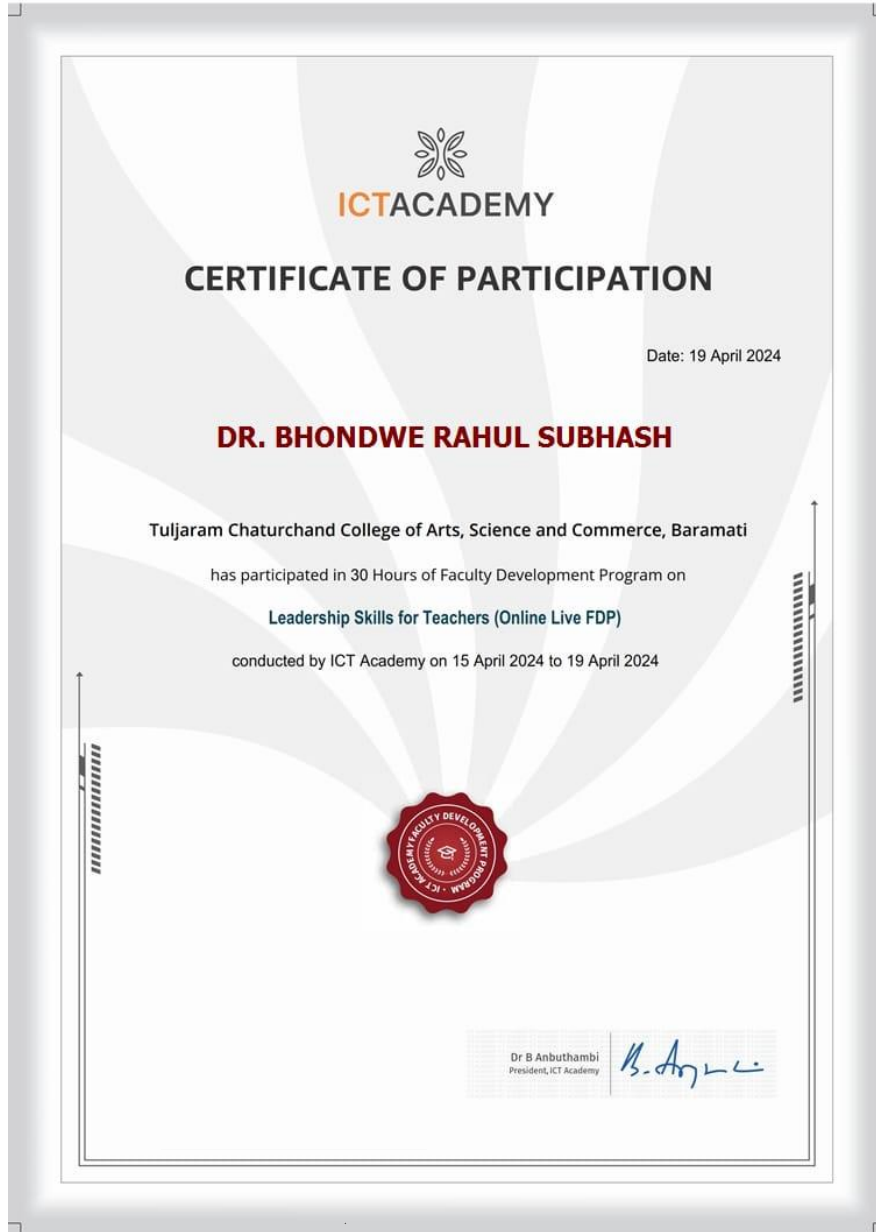 ICTACADEMY
CERTIFICATE OF PARTICIPATION
Date: 19 April 2024
DR. BHONDWE RAHUL SUBHASH
Tuljaram Chaturchand College of Arts, Science and Commerce, Baramati
has participated in 30 Hours of Faculty Development Program on
Leadership Skills for Teachers (Online Live FDP)
conducted by ICT Academy on 15 April 2024 to 19 April 2024
ICT ACADEMY FACULTY DEVELOPMENT PROGRAM
Dr B Anbuthambi
President, ICT Academy